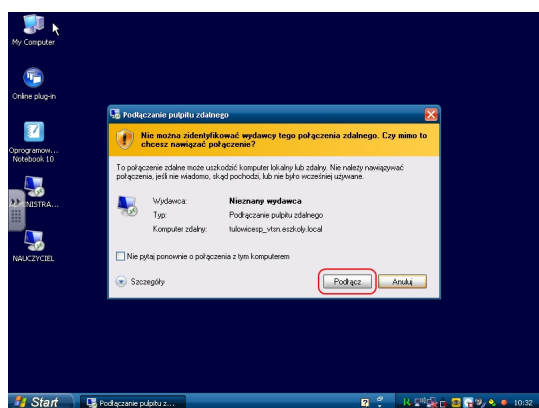 My Computer
Online plug-in
Oprogramow...
Notebook 10
NISTRA...
NAUCZYCIEL
Podłączanie pulpitu zdalnego
Nie można zidentyfikować wydawcy tego połączenia zdalnego. Czy mimo to
chcesz nawiązać połączenie?
To połączenie zdalne może uszkodzić komputer lokalny lub zdalny. Nie należy nawiązywać
połączenia, jeśli nie wiadomo, skąd pochodzi, lub nie było wcześniej używane.
Wydawca: Nieznany wydawca
Typ: Podłączanie pulpitu zdalnego
Komputer zdalny: tulowicesp_vtsn.eszkoly.local
Nie pytaj ponownie o połączenia z tym komputerem
Szczegóły
Podłącz
Anuluj
Start
Podłączanie pulpitu z...
10:32